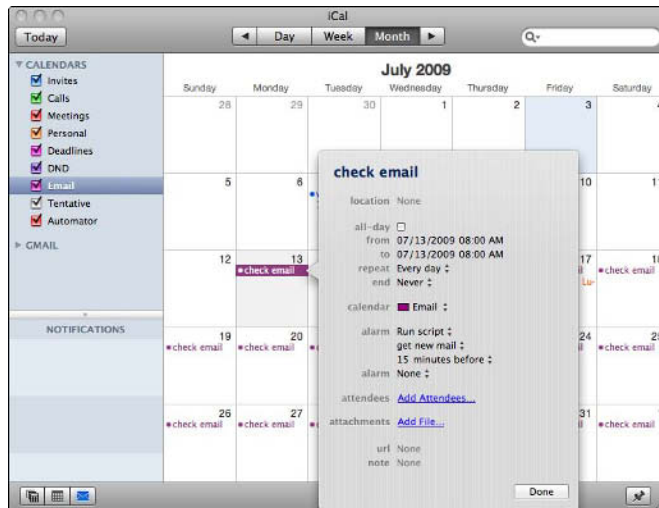 iCal
Today
◀ Day Week Month ▶
▼ CALENDARS
Invites
Calls
Meetings
Personal
Deadlines
DND
Email
Tentative
Automator
▶ GMAIL
NOTIFICATIONS
July 2009
Sunday Monday Tuesday Wednesday Thursday Friday Saturday
28 29 30 1 2 3
5 6 10
12 13 17
check email check email
19 20 24
check email check email check email
26 27 31
check email check email check email
check email
location None
all-day
from 07/13/2009 08:00 AM
to 07/13/2009 08:00 AM
repeat Every day
end Never
calendar Email
alarm Run script
get new mail
15 minutes before
alarm None
attendees Add Attendees...
attachments Add File...
url None
note None
Done